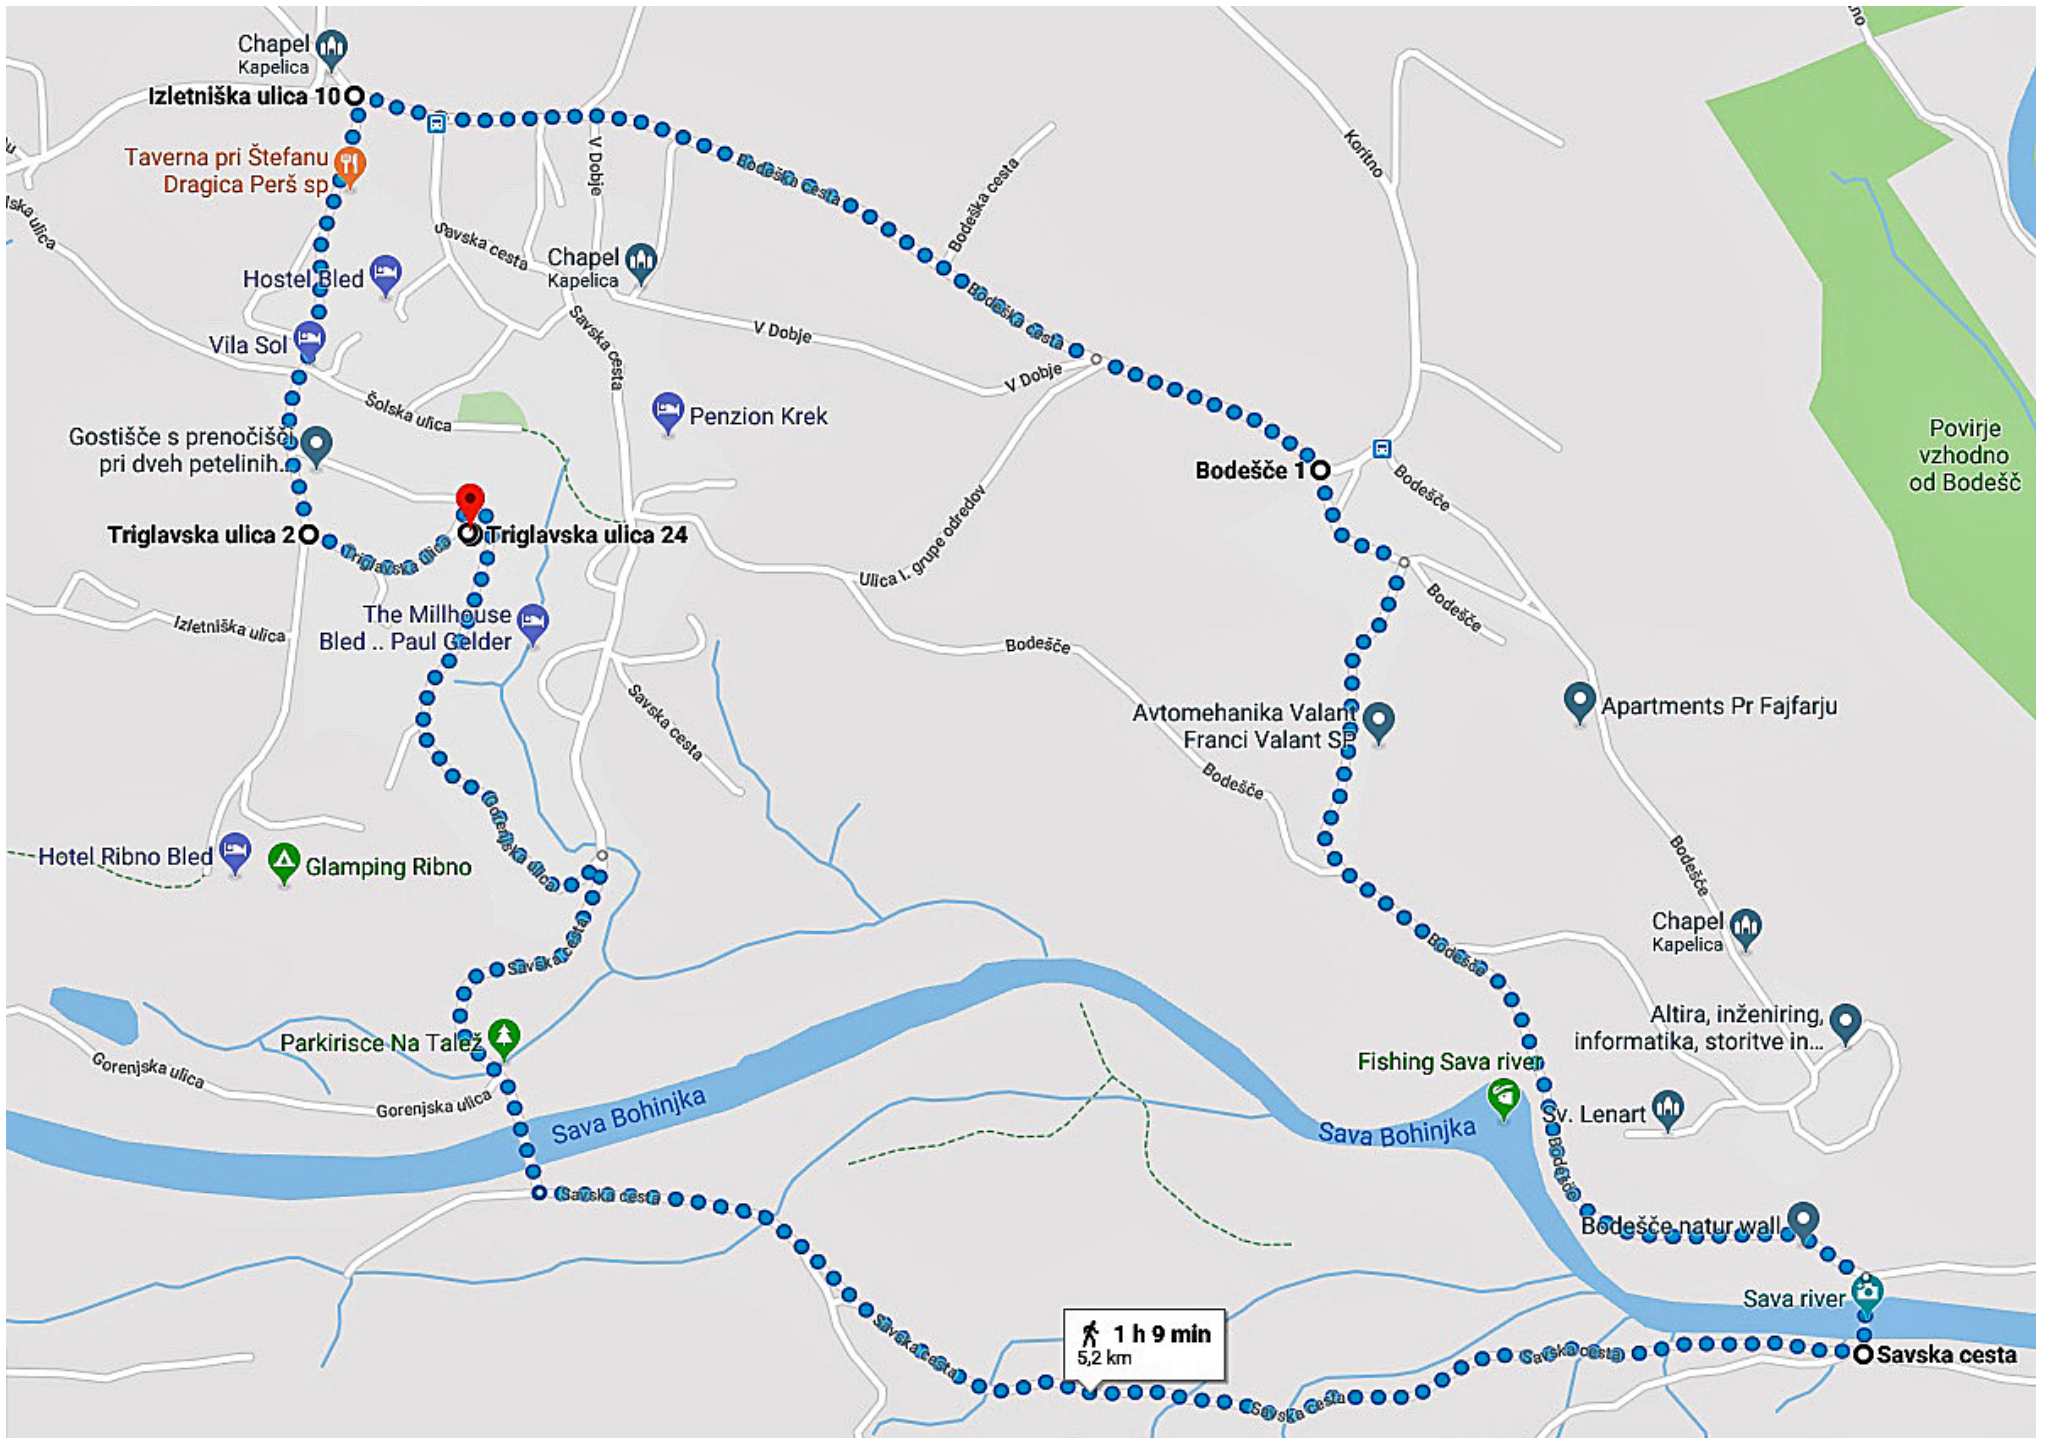 Chapel
Kapelica
Izletniška ulica 10
Taverna pri Štefanu
Dragica Perš sp
V Dobje
Bodeška cesta
Bodeška cesta
Koritno
Savska cesta
Chapel
Kapelica
Hostel Bled
Bodeška cesta
Savska cesta
V Dobje
Vila Sol
V Dobje
Šolska ulica
Penzion Krek
Gostišče s prenočišči
pri dveh petelinih...
Bodešče 1
Bodešče
Povirje
vzhodno
od Bodešč
Triglavska ulica 2
Triglavska ulica
Triglavska ulica 24
Ulica I. grupe odredov
Bodešče
Izletniška ulica
The Millhouse
Bled .. Paul Gelder
Bodešče
Savska cesta
Avtomehanika Valant
Franci Valant SP
Apartments Pr Fajfarju
Bodešče
Gorenjska ulica
Hotel Ribno Bled
Glamping Ribno
Bodešče
Savska cesta
Bodešče
Chapel
Kapelica
Altira, inženiring,
informatika, storitve in...
Parkirisce Na Talež
Gorenjska ulica
Gorenjska ulica
Sava Bohinjka
Fishing Sava river
Sava Bohinjka
Sv. Lenart
Bodešče
Savska cesta
Bodešče natur wall
Sava river
1 h 9 min
5,2 km
Savska cesta
Savska cesta
Savska cesta
Savska cesta